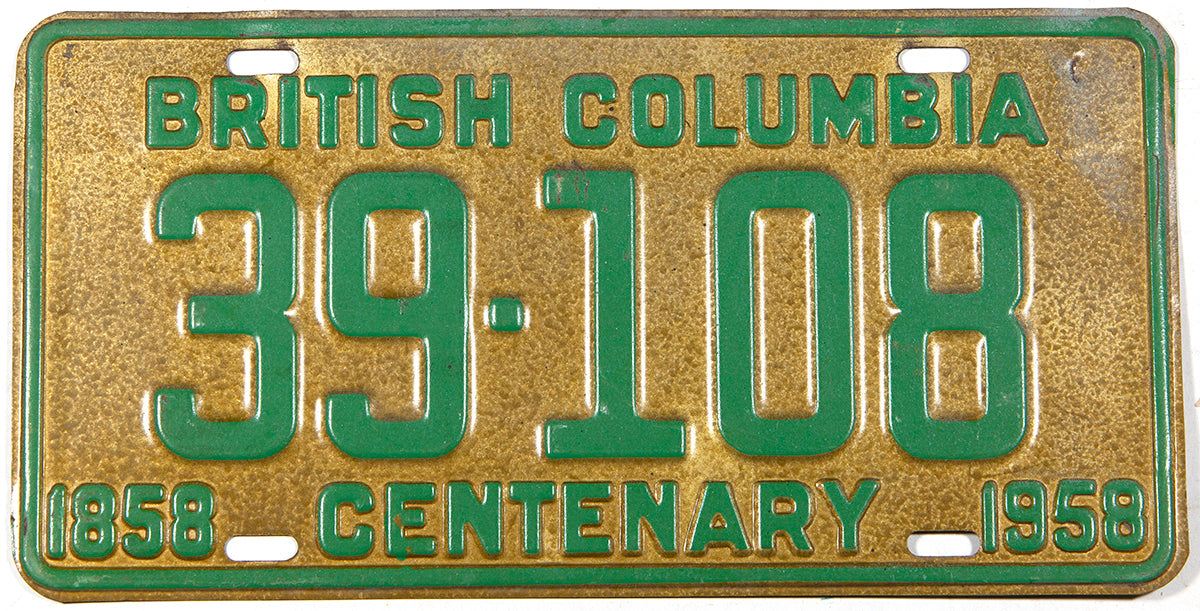 BRITISH COLUMBIA
39-108
1858 CENTENARY 1958